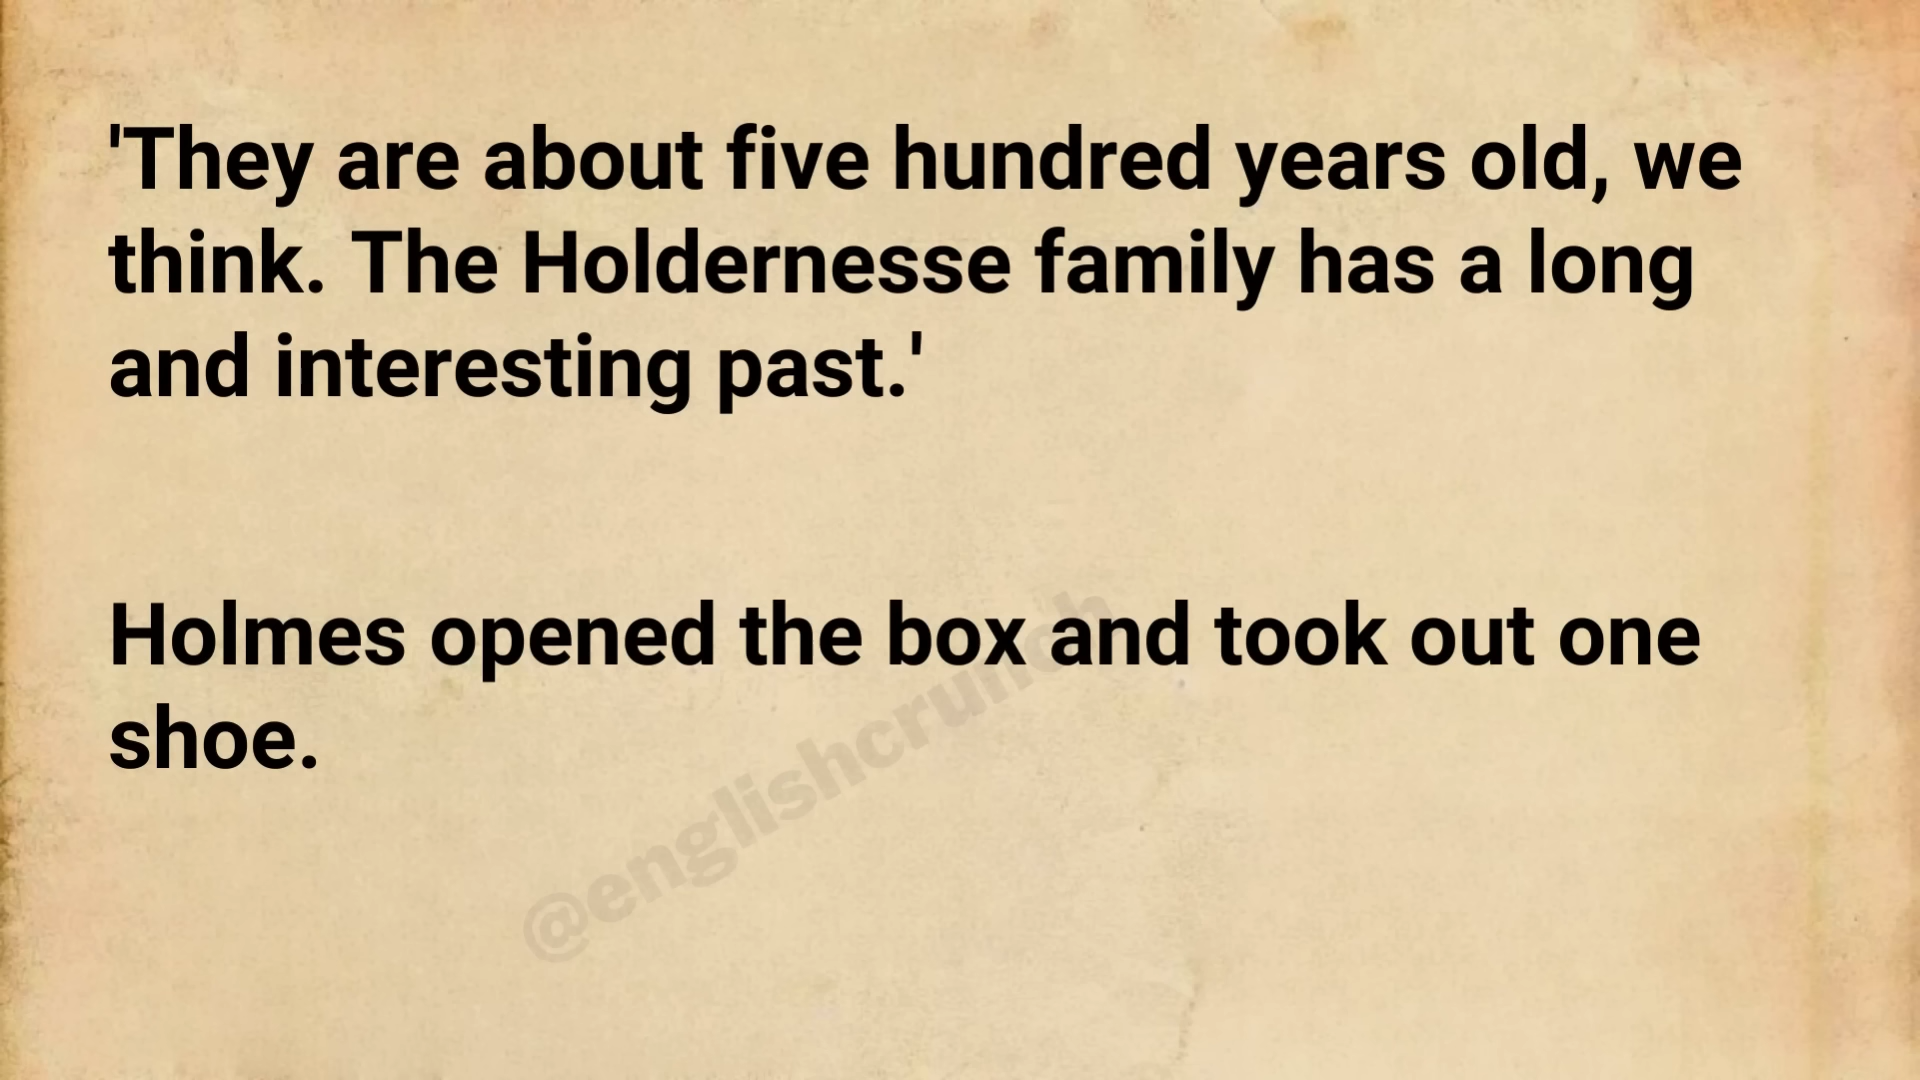 'They are about five hundred years old, we
think. The Holdernesse family has a long
and interesting past.'
Holmes opened the box and took out one
shoe.
@englishcrunch